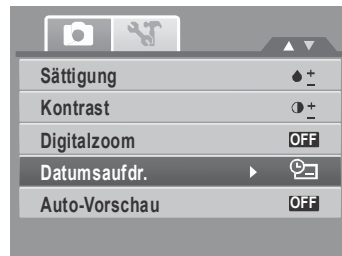 Sättigung
Kontrast
Digitalzoom OFF
Datumsaufdr.
Auto-Vorschau OFF